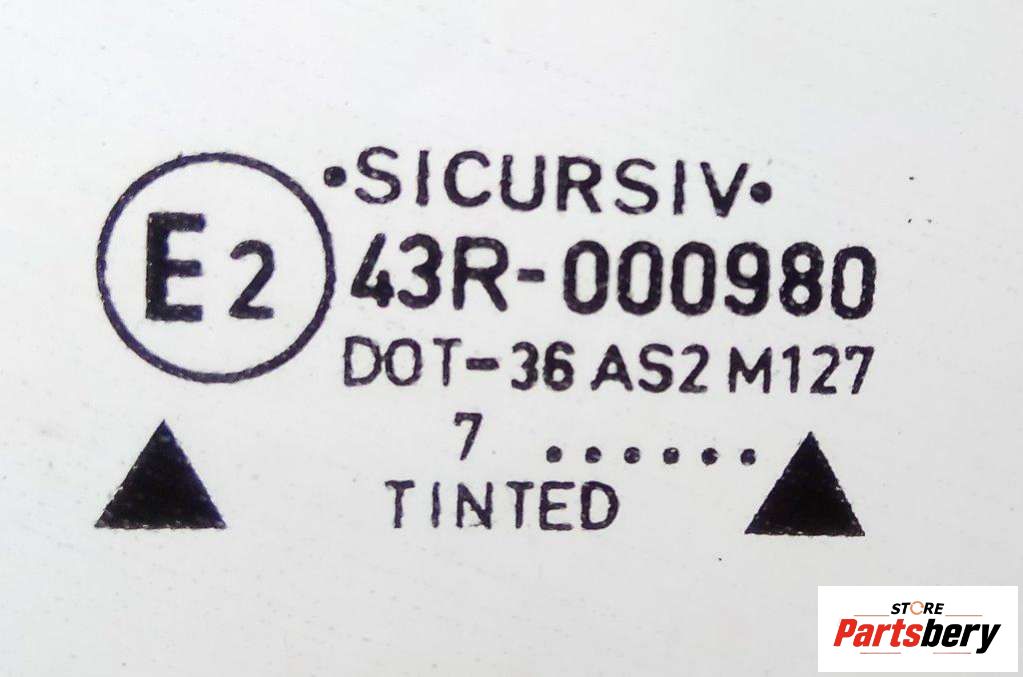 •SICURSIV•
E2
43R-000980
DOT-36 AS2 M127
7 ......
TINTED
STORE
Partsbery